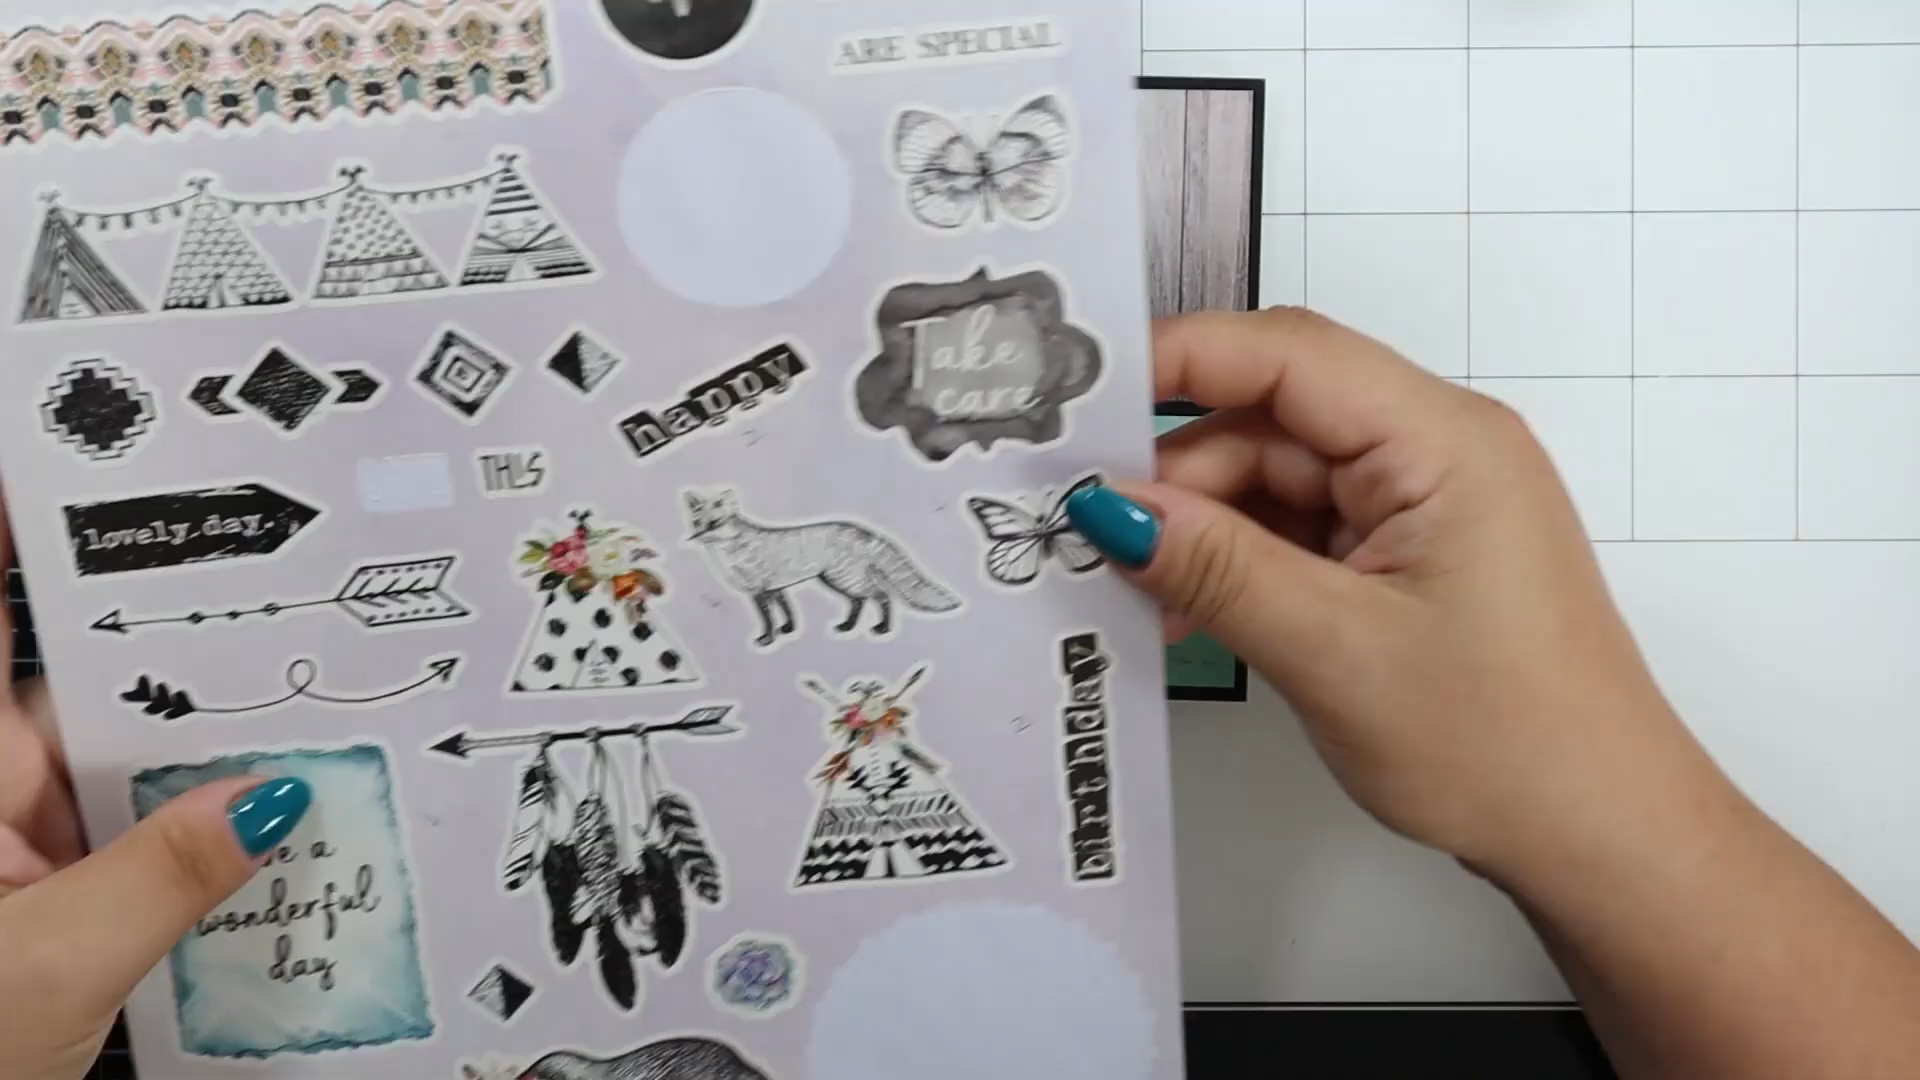 ARE SPECIAL
Take
care
happy
THIS
lovely day.
birthday
a
wonderful
day